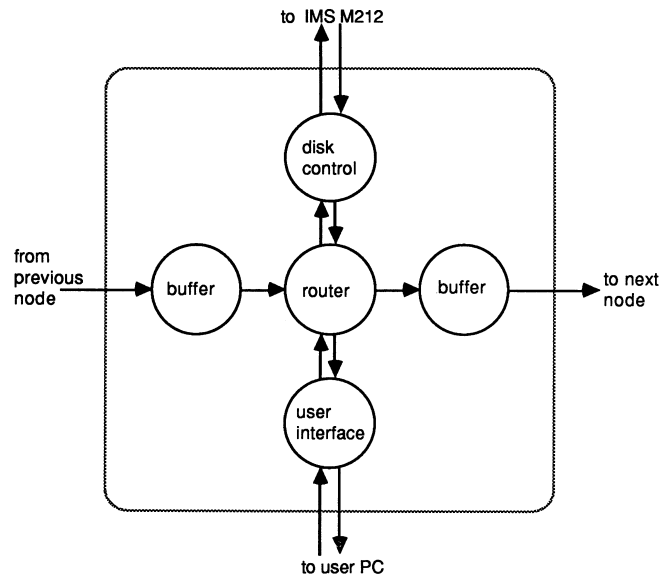 to IMS M212
disk
control
from
previous
node
buffer
router
buffer
to next
node
user
interface
to user PC